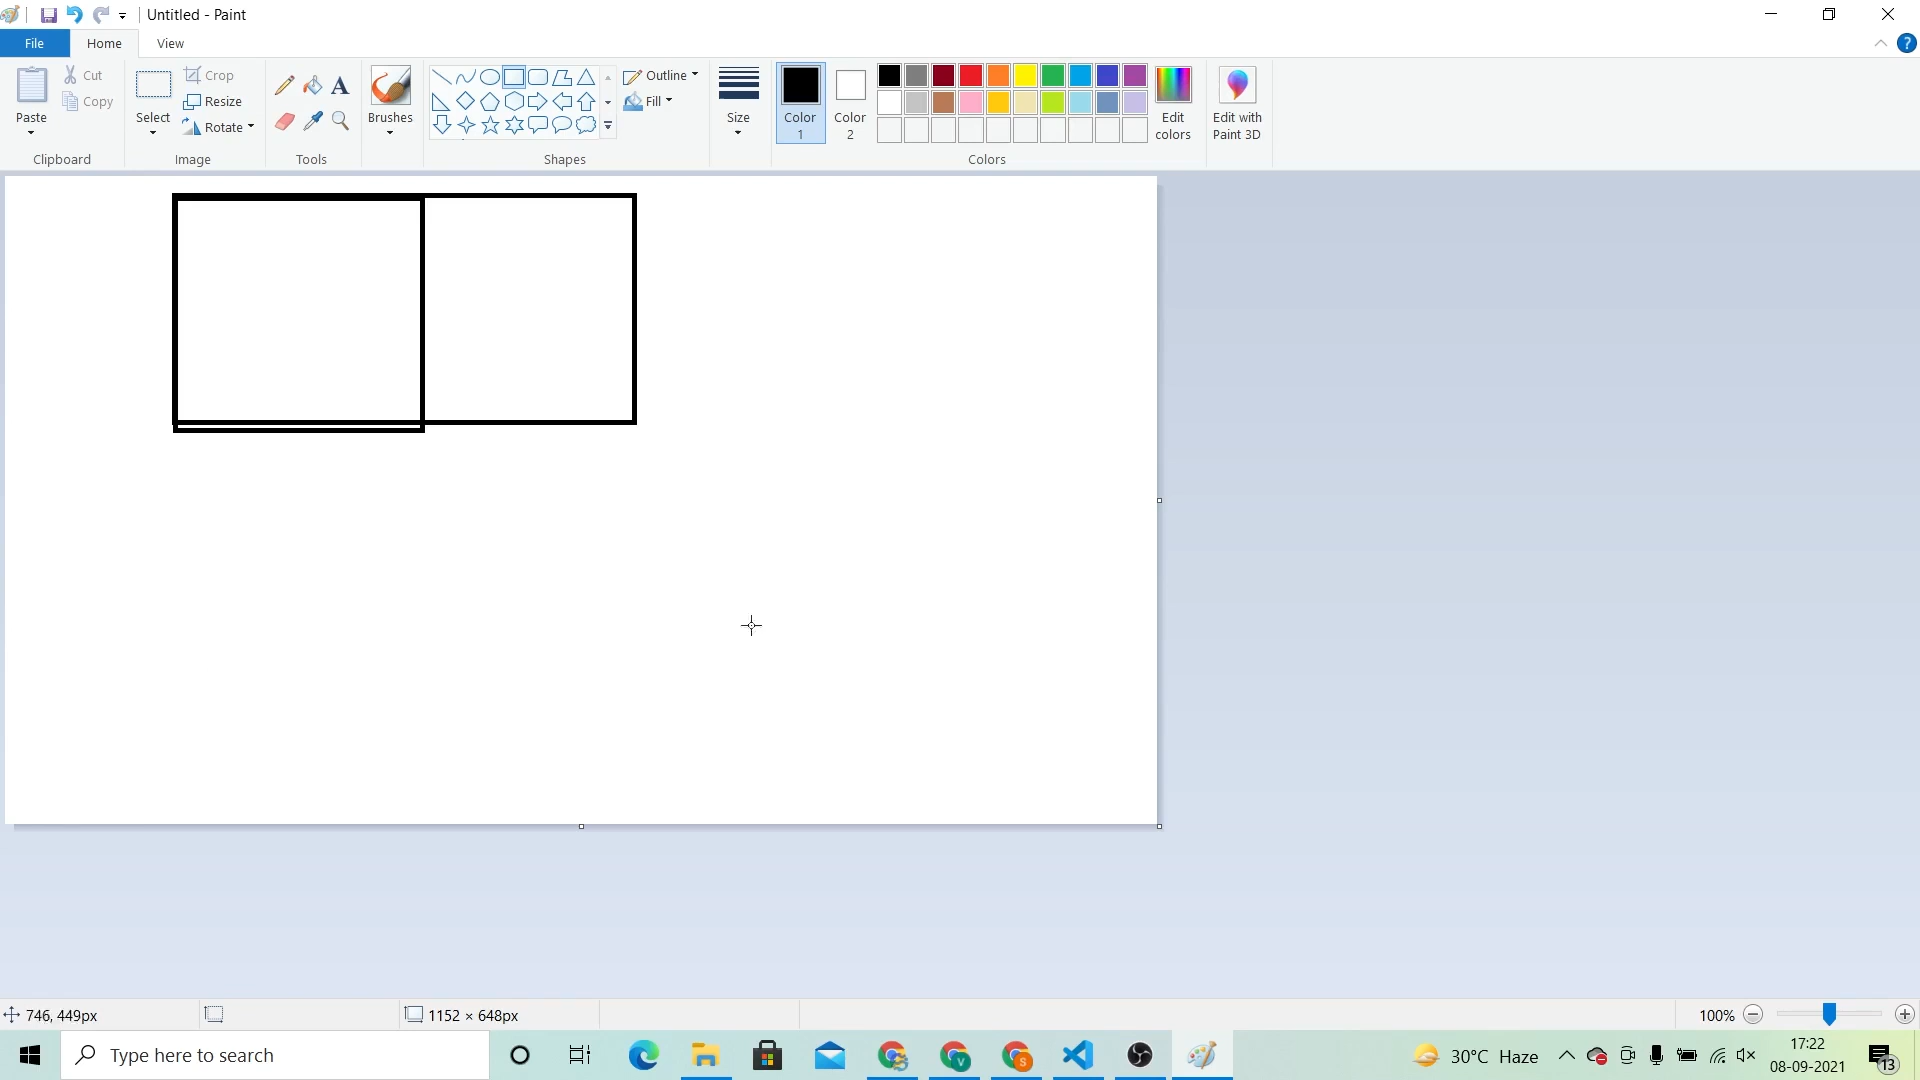 Untitled - Paint
File Home View ?
Paste
Cut
Copy
Clipboard
Select
Crop
Resize
Rotate
Image
A
Tools
Brushes
Outline
Fill
Shapes
Size
Color
1
Color
2
Colors
Edit
colors
Edit with
Paint 3D
746, 449px
1152 × 648px
100%
Type here to search
V
S
30°C Haze
17:22
08-09-2021
13